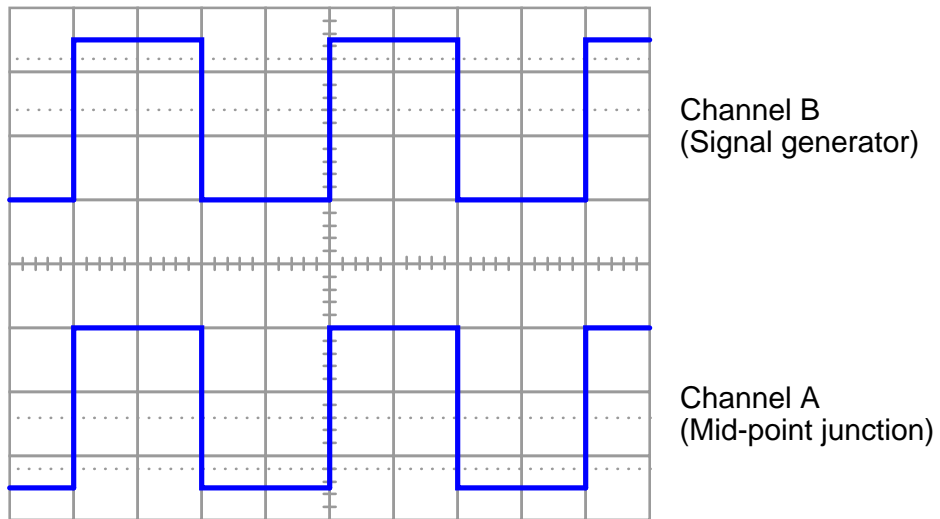 Channel B
(Signal generator)
Channel A
(Mid-point junction)